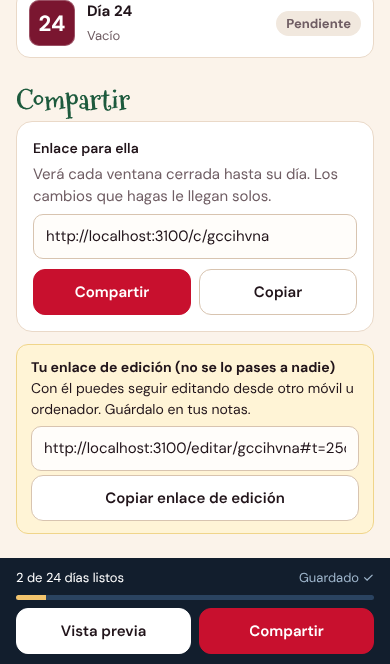 24
Día 24
Vacío
Pendiente
Compartir
Enlace para ella
Verá cada ventana cerrada hasta su día. Los
cambios que hagas le llegan solos.
http://localhost:3100/c/gccihvna
Compartir
Copiar
Tu enlace de edición (no se lo pases a nadie)
Con él puedes seguir editando desde otro móvil u
ordenador. Guárdalo en tus notas.
http://localhost:3100/editar/gccihvna#t=25
Copiar enlace de edición
2 de 24 días listos
Guardado ✓
Vista previa
Compartir